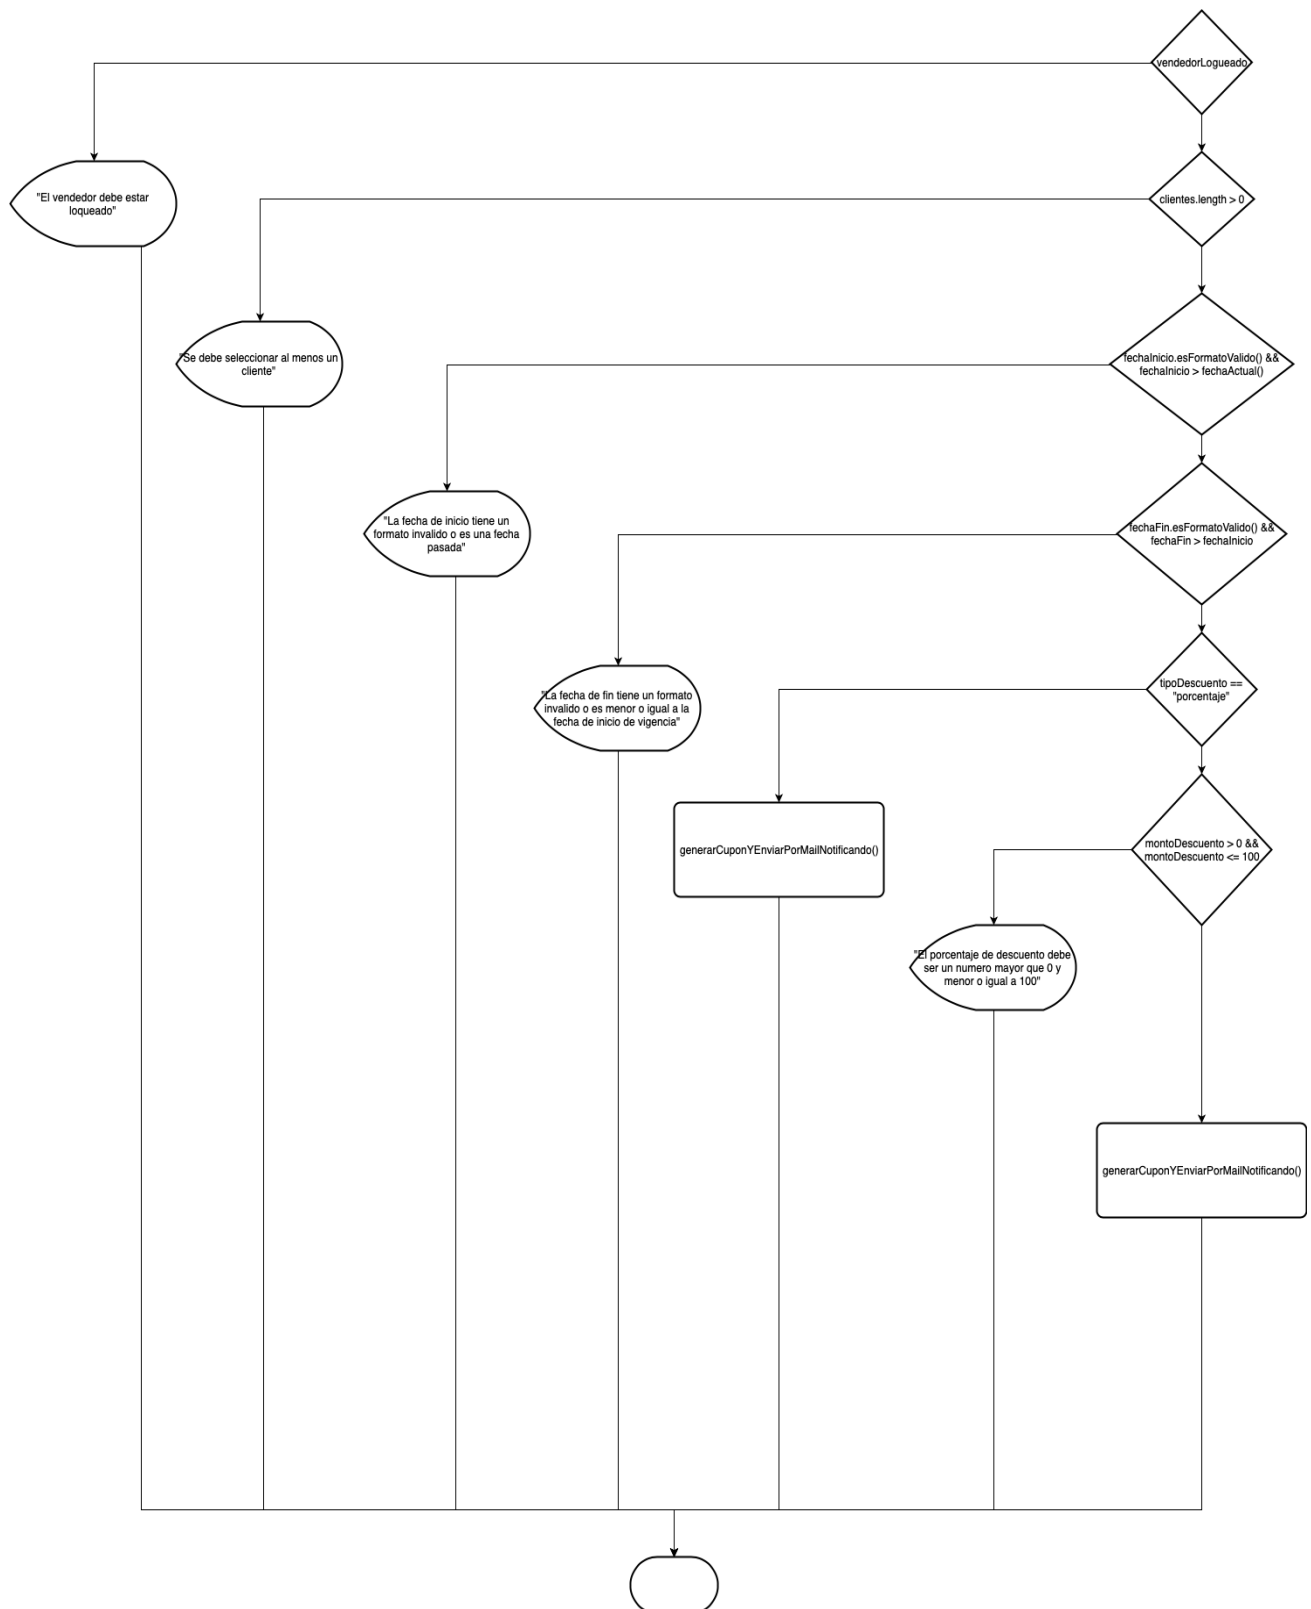 vendedorLogueado
"El vendedor debe estar
loqueado"
clientes.length > 0
"Se debe seleccionar al menos un
cliente"
fechaInicio.esFormatoValido() &&
fechaInicio > fechaActual()
"La fecha de inicio tiene un
formato invalido o es una fecha
pasada"
fechaFin.esFormatoValido() &&
fechaFin > fechaInicio
"La fecha de fin tiene un formato
invalido o es menor o igual a la
fecha de inicio de vigencia"
tipoDescuento ==
"porcentaje"
generarCuponYEnviarPorMailNotificando()
montoDescuento > 0 &&
montoDescuento <= 100
"El porcentaje de descuento debe
ser un numero mayor que 0 y
menor o igual a 100"
generarCuponYEnviarPorMailNotificando()